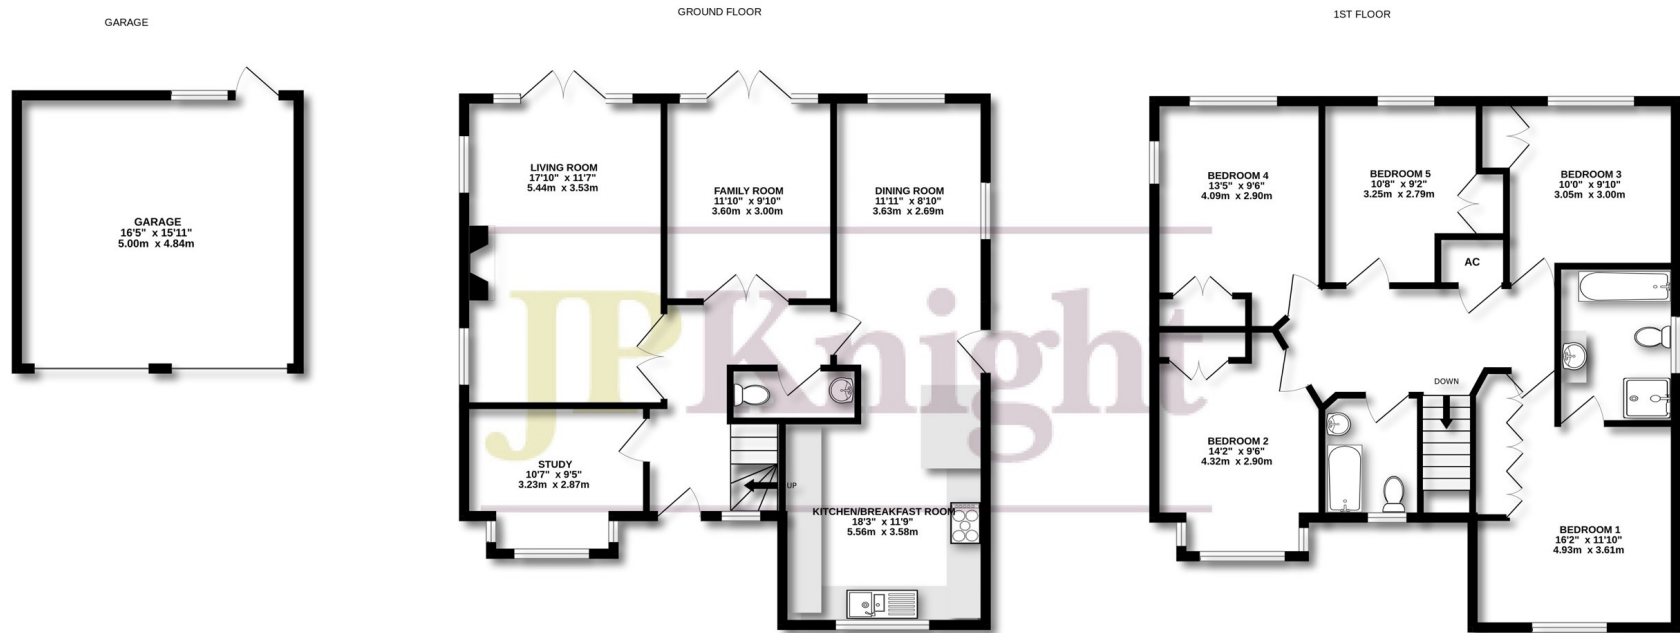 GARAGE
GARAGE
16'5" x 15'11"
5.00m x 4.84m
GROUND FLOOR
LIVING ROOM
17'10" x 11'7"
5.44m x 3.53m
FAMILY ROOM
11'10" x 9'10"
3.60m x 3.00m
DINING ROOM
11'11" x 8'10"
3.63m x 2.69m
STUDY
10'7" x 9'5"
3.23m x 2.87m
UP
KITCHEN/BREAKFAST ROOM
18'3" x 11'9"
5.56m x 3.58m
1ST FLOOR
BEDROOM 4
13'5" x 9'6"
4.09m x 2.90m
BEDROOM 5
10'8" x 9'2"
3.25m x 2.79m
BEDROOM 3
10'0" x 9'10"
3.05m x 3.00m
AC
DOWN
BEDROOM 2
14'2" x 9'6"
4.32m x 2.90m
BEDROOM 1
16'2" x 11'10"
4.93m x 3.61m
JPKnight